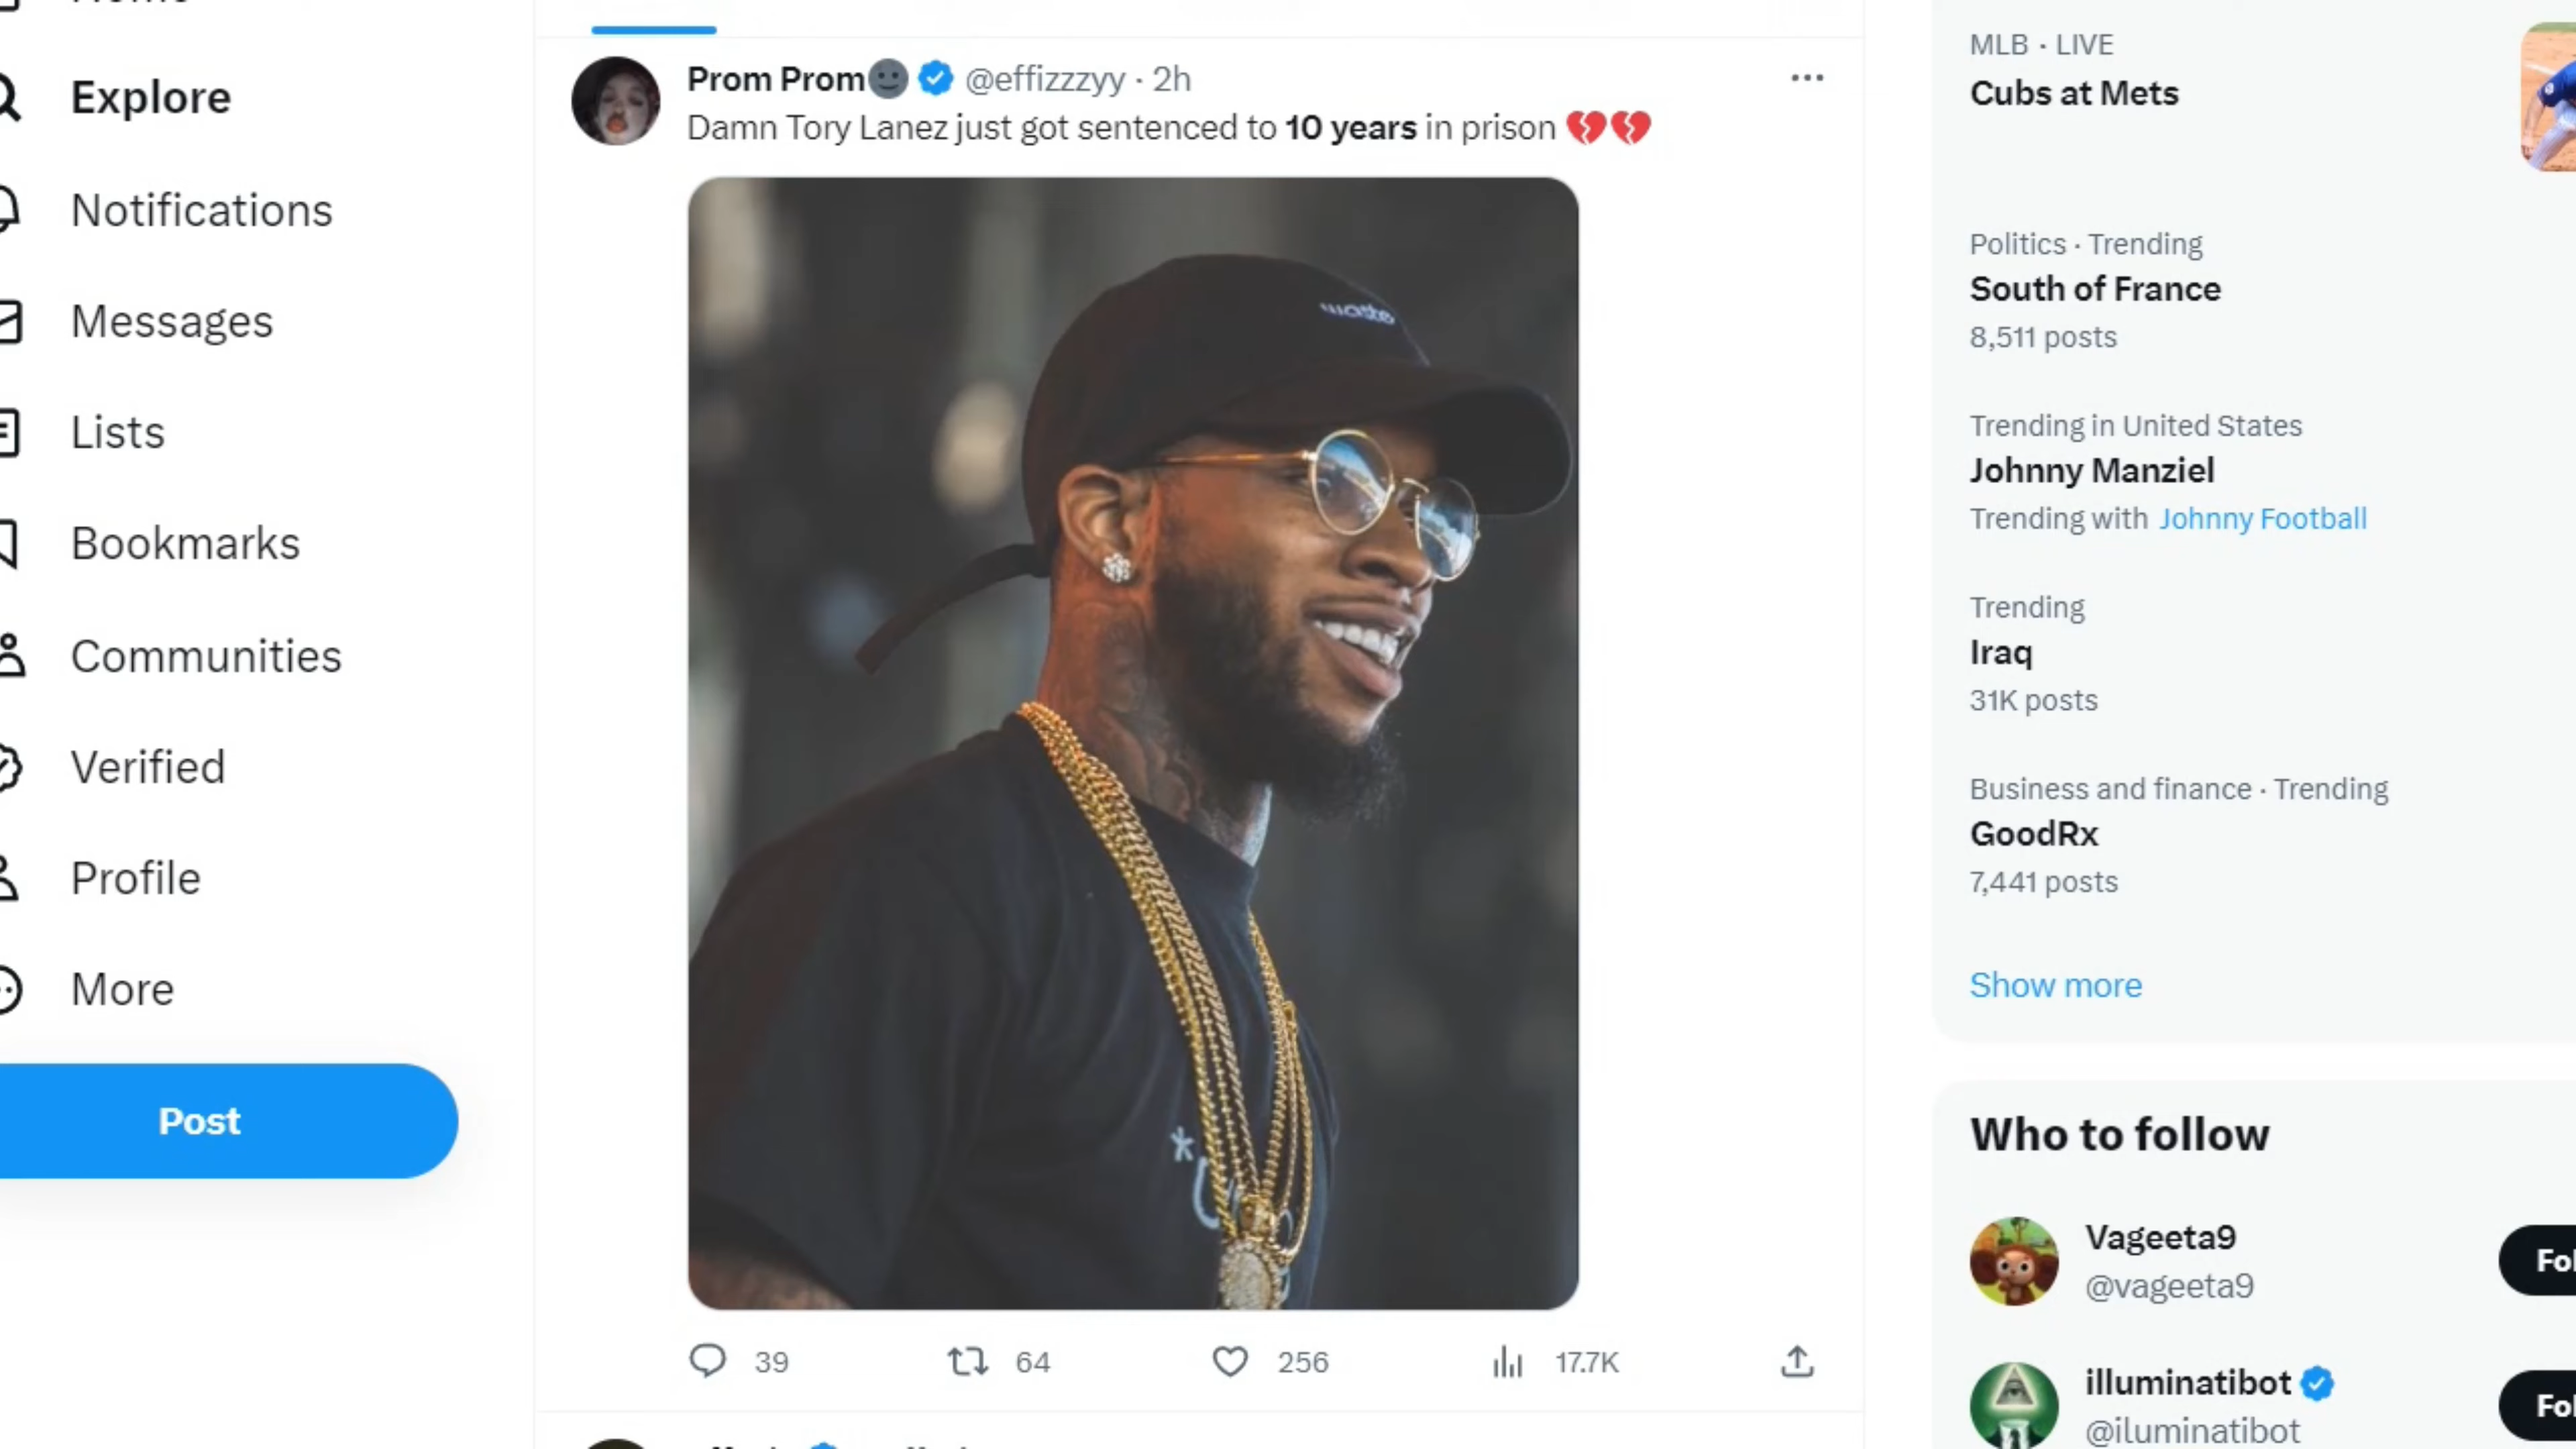 Explore
Notifications
Messages
Lists
Bookmarks
Communities
Verified
Profile
More
Post
Prom Prom @effizzzyy · 2h
Damn Tory Lanez just got sentenced to 10 years in prison 💔💔
waste
39 64 256 17.7K
MLB · LIVE
Cubs at Mets
Politics · Trending
South of France
8,511 posts
Trending in United States
Johnny Manziel
Trending with Johnny Football
Trending
Iraq
31K posts
Business and finance · Trending
GoodRx
7,441 posts
Show more
Who to follow
Vageeta9
@vageeta9
illuminatibot
@iluminatibot